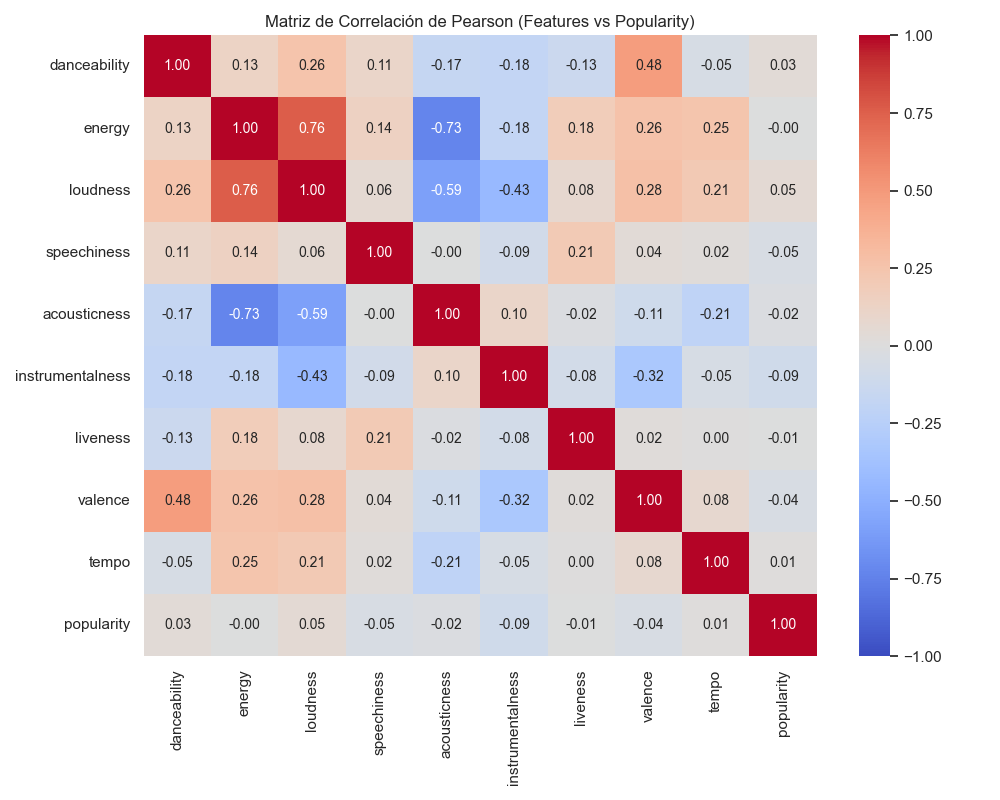 Matriz de Correlación de Pearson (Features vs Popularity)
danceability 1.00 0.13 0.26 0.11 -0.17 -0.18 -0.13 0.48 -0.05 0.03
energy 0.13 1.00 0.76 0.14 -0.73 -0.18 0.18 0.26 0.25 -0.00
loudness 0.26 0.76 1.00 0.06 -0.59 -0.43 0.08 0.28 0.21 0.05
speechiness 0.11 0.14 0.06 1.00 -0.00 -0.09 0.21 0.04 0.02 -0.05
acousticness -0.17 -0.73 -0.59 -0.00 1.00 0.10 -0.02 -0.11 -0.21 -0.02
instrumentalness -0.18 -0.18 -0.43 -0.09 0.10 1.00 -0.08 -0.32 -0.05 -0.09
liveness -0.13 0.18 0.08 0.21 -0.02 -0.08 1.00 0.02 0.00 -0.01
valence 0.48 0.26 0.28 0.04 -0.11 -0.32 0.02 1.00 0.08 -0.04
tempo -0.05 0.25 0.21 0.02 -0.21 -0.05 0.00 0.08 1.00 0.01
popularity 0.03 -0.00 0.05 -0.05 -0.02 -0.09 -0.01 -0.04 0.01 1.00
danceability
energy
loudness
speechiness
acousticness
instrumentalness
liveness
valence
tempo
popularity
1.00
0.75
0.50
0.25
0.00
−0.25
−0.50
−0.75
−1.00